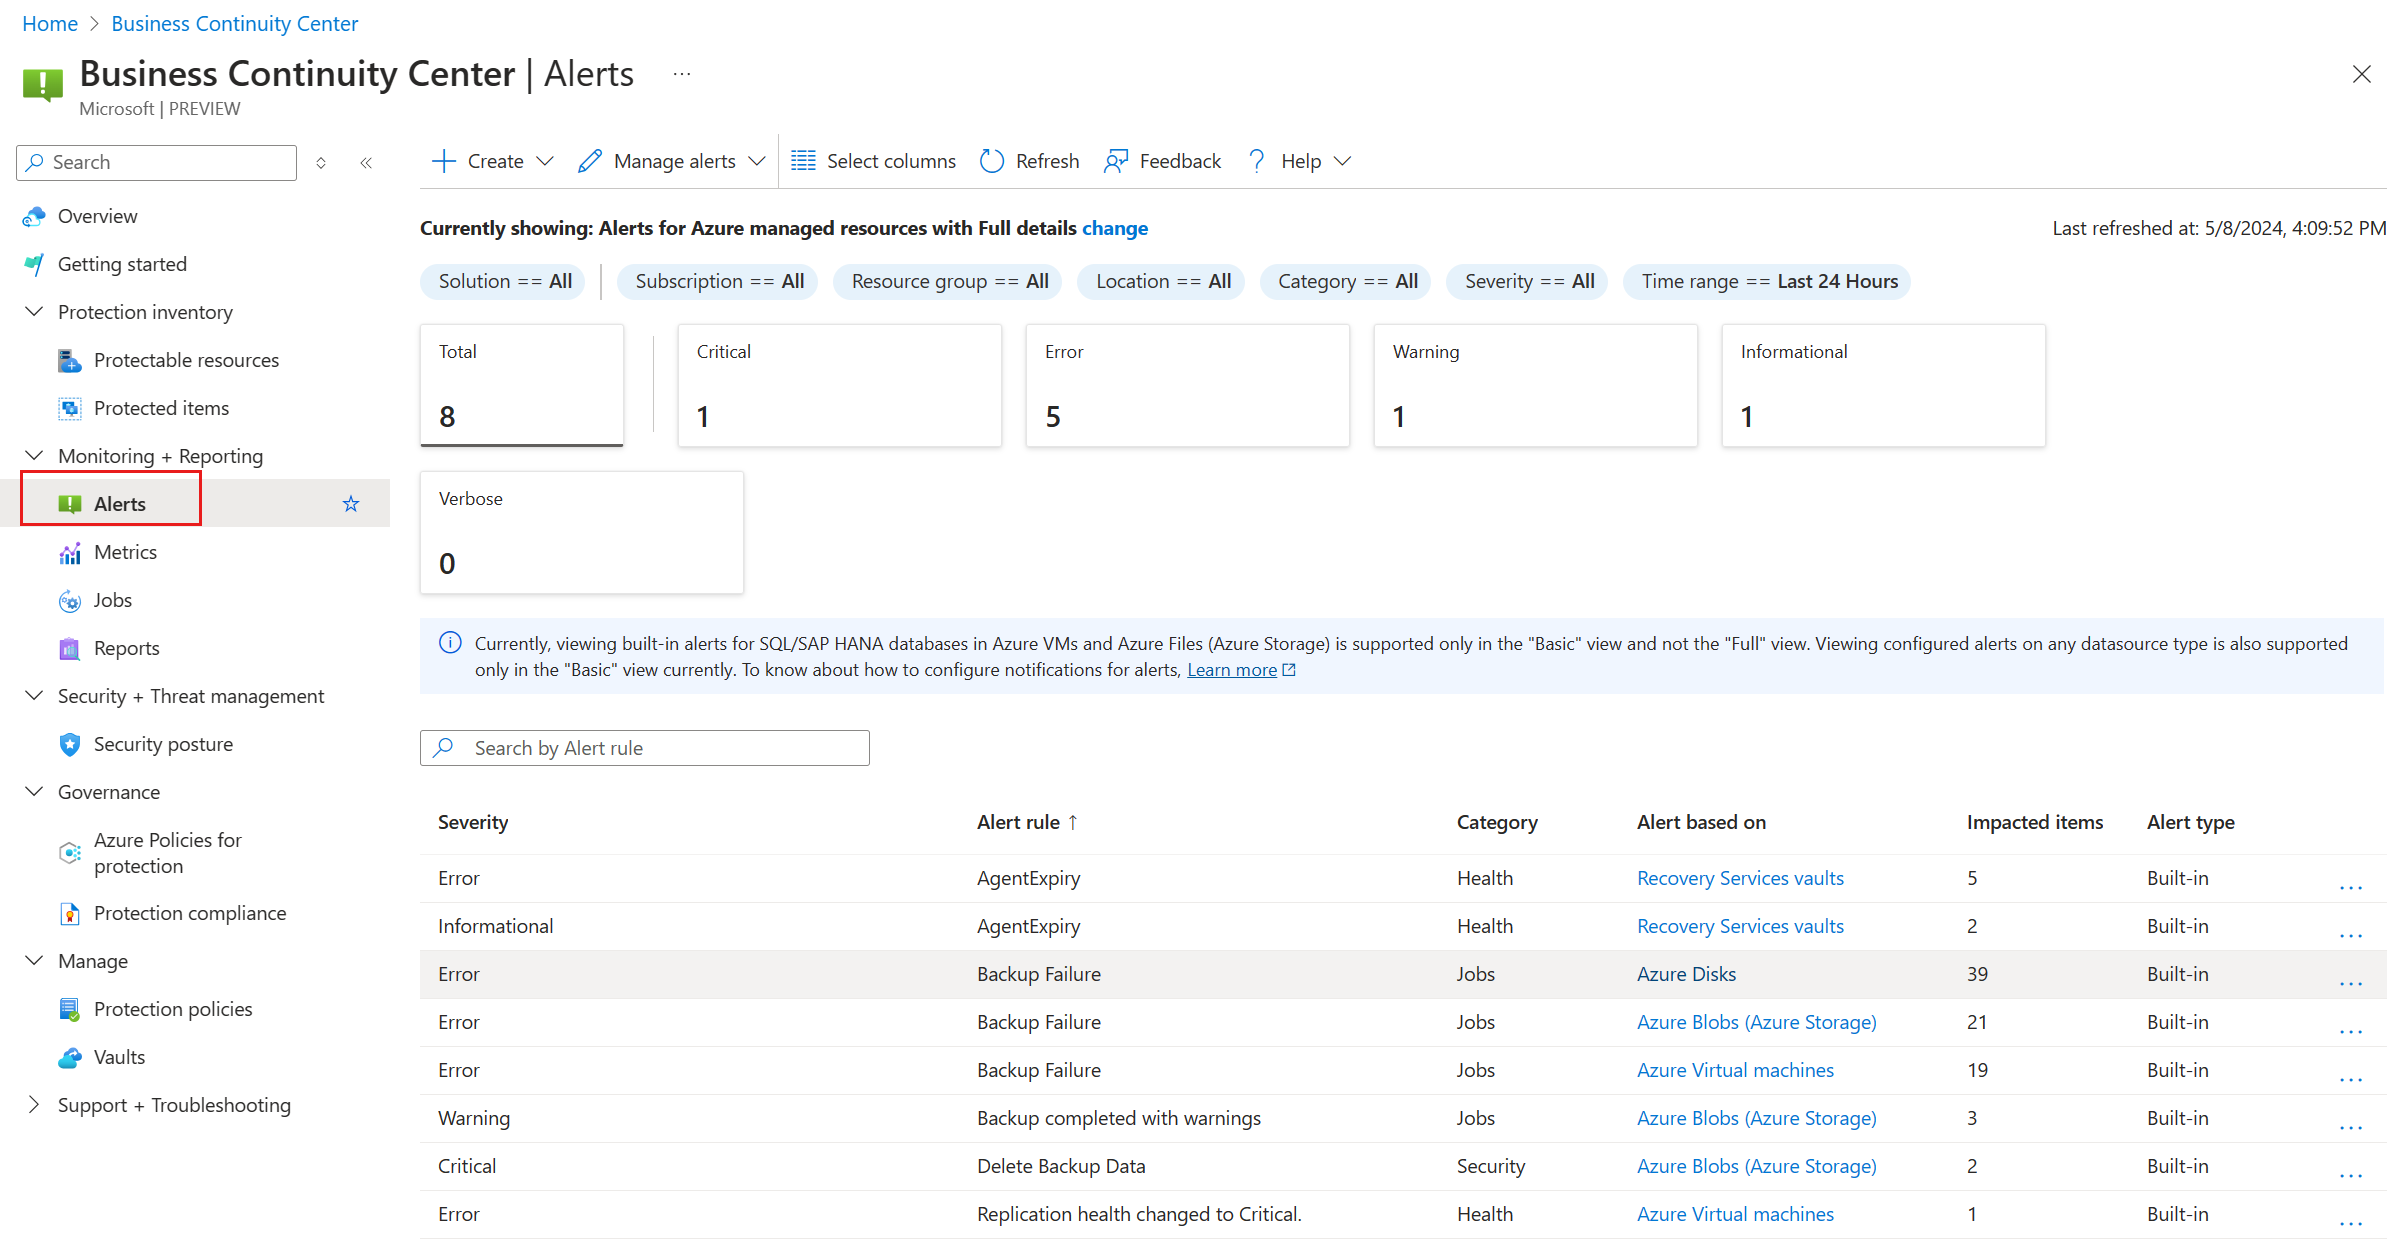 Home > Business Continuity Center
Business Continuity Center | Alerts ...
Microsoft | PREVIEW
Search
Overview
Getting started
Protection inventory
Protectable resources
Protected items
Monitoring + Reporting
Alerts
Metrics
Jobs
Reports
Security + Threat management
Security posture
Governance
Azure Policies for
protection
Protection compliance
Manage
Protection policies
Vaults
Support + Troubleshooting
Create Manage alerts Select columns Refresh Feedback Help
Currently showing: Alerts for Azure managed resources with Full details change
Last refreshed at: 5/8/2024, 4:09:52 PM
Solution == All Subscription == All Resource group == All Location == All Category == All Severity == All Time range == Last 24 Hours
Total
8
Critical
1
Error
5
Warning
1
Informational
1
Verbose
0
Currently, viewing built-in alerts for SQL/SAP HANA databases in Azure VMs and Azure Files (Azure Storage) is supported only in the "Basic" view and not the "Full" view. Viewing configured alerts on any datasource type is also supported
only in the "Basic" view currently. To know about how to configure notifications for alerts, Learn more
Search by Alert rule
Severity Alert rule ↑ Category Alert based on Impacted items Alert type
Error AgentExpiry Health Recovery Services vaults 5 Built-in ...
Informational AgentExpiry Health Recovery Services vaults 2 Built-in ...
Error Backup Failure Jobs Azure Disks 39 Built-in ...
Error Backup Failure Jobs Azure Blobs (Azure Storage) 21 Built-in ...
Error Backup Failure Jobs Azure Virtual machines 19 Built-in ...
Warning Backup completed with warnings Jobs Azure Blobs (Azure Storage) 3 Built-in ...
Critical Delete Backup Data Security Azure Blobs (Azure Storage) 2 Built-in ...
Error Replication health changed to Critical. Health Azure Virtual machines 1 Built-in ...